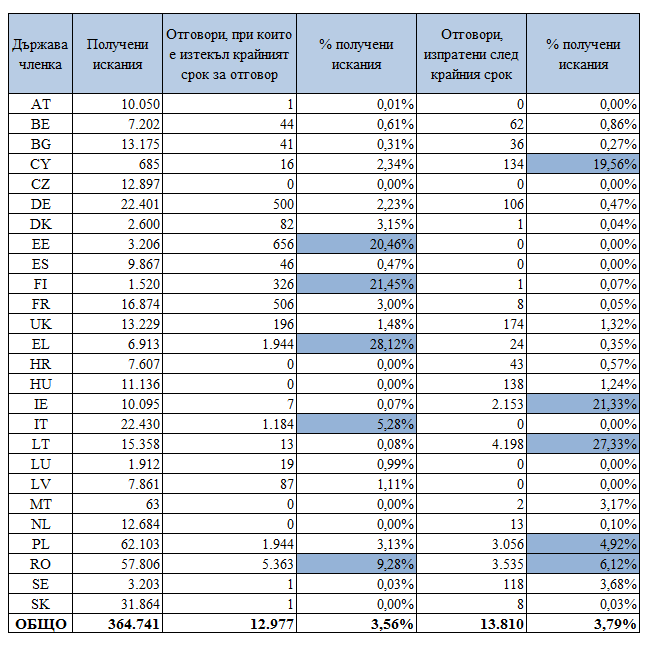 Държава членка | Получени искания | Отговори, при които е изтекъл крайният срок за отговор | % получени искания | Отговори, изпратени след крайния срок | % получени искания
AT | 10.050 | 1 | 0,01% | 0 | 0,00%
BE | 7.202 | 44 | 0,61% | 62 | 0,86%
BG | 13.175 | 41 | 0,31% | 36 | 0,27%
CY | 685 | 16 | 2,34% | 134 | 19,56%
CZ | 12.897 | 0 | 0,00% | 0 | 0,00%
DE | 22.401 | 500 | 2,23% | 106 | 0,47%
DK | 2.600 | 82 | 3,15% | 1 | 0,04%
EE | 3.206 | 656 | 20,46% | 0 | 0,00%
ES | 9.867 | 46 | 0,47% | 0 | 0,00%
FI | 1.520 | 326 | 21,45% | 1 | 0,07%
FR | 16.874 | 506 | 3,00% | 8 | 0,05%
UK | 13.229 | 196 | 1,48% | 174 | 1,32%
EL | 6.913 | 1.944 | 28,12% | 24 | 0,35%
HR | 7.607 | 0 | 0,00% | 43 | 0,57%
HU | 11.136 | 0 | 0,00% | 138 | 1,24%
IE | 10.095 | 7 | 0,07% | 2.153 | 21,33%
IT | 22.430 | 1.184 | 5,28% | 0 | 0,00%
LT | 15.358 | 13 | 0,08% | 4.198 | 27,33%
LU | 1.912 | 19 | 0,99% | 0 | 0,00%
LV | 7.861 | 87 | 1,11% | 0 | 0,00%
MT | 63 | 0 | 0,00% | 2 | 3,17%
NL | 12.684 | 0 | 0,00% | 13 | 0,10%
PL | 62.103 | 1.944 | 3,13% | 3.056 | 4,92%
RO | 57.806 | 5.363 | 9,28% | 3.535 | 6,12%
SE | 3.203 | 1 | 0,03% | 118 | 3,68%
SK | 31.864 | 1 | 0,00% | 8 | 0,03%
ОБЩО | 364.741 | 12.977 | 3,56% | 13.810 | 3,79%